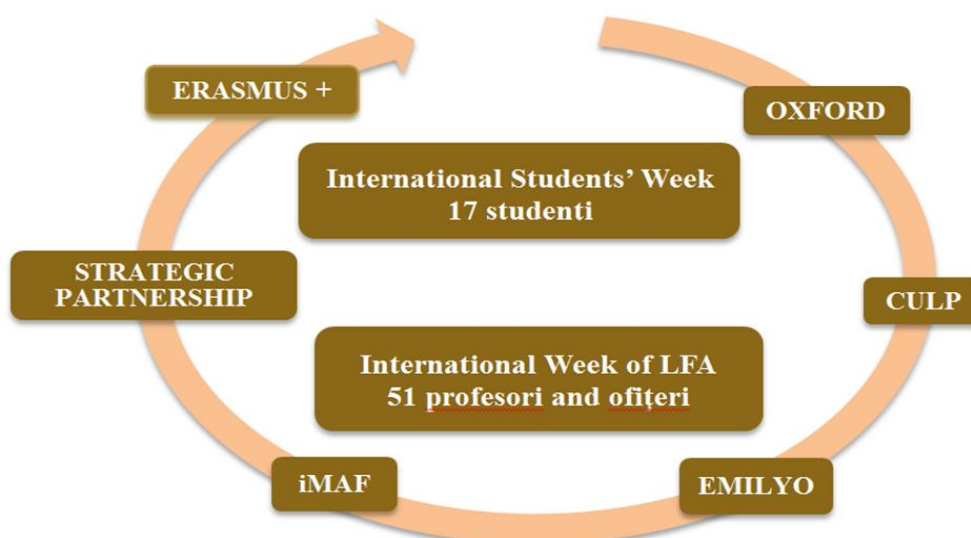 ERASMUS +
OXFORD
International Students’ Week
17 studenti
STRATEGIC
PARTNERSHIP
CULP
International Week of LFA
51 profesori and ofițeri
iMAF
EMILYO